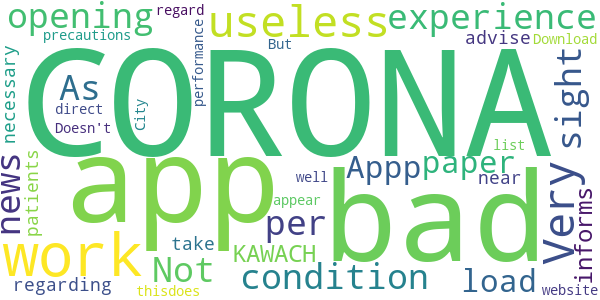 opening
regard
useless
experience
precautions
performance
But
advise
Download
necessary
As
CORONA
direct
City
Doesn't
sight
list
news
patients
app
Appp
paper
bad
Very
near
well
appear
informs
per
work
take
KAWACH
Not
condition
load
regarding
thisdoes
website